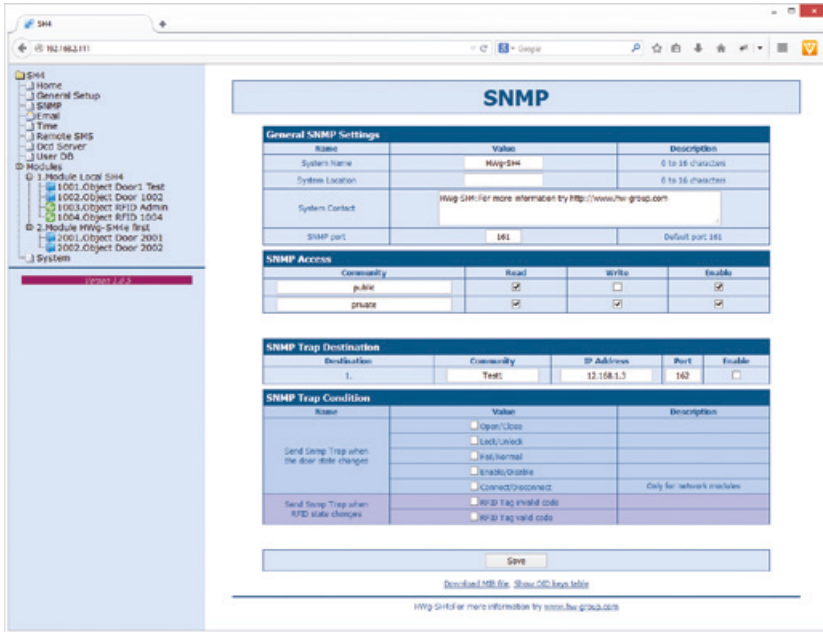 SH4
192.168.2.111
Google
SH4
Home
General Setup
SNMP
Email
Time
Remote SMS
Dcd Server
User DB
Modules
1.Module Local SH4
1001.Object Door1 Test
1002.Object Door 1002
1003.Object RFID Admin
1004.Object RFID 1004
2.Module HWg-SH4e first
2001.Object Door 2001
2002.Object Door 2002
System
SNMP
General SNMP Settings
Name Value Description
System Name HWg-SH4 0 to 16 characters
System Location 0 to 16 characters
System Contact HWg-SH4:For more information try http://www.hw-group.com
SNMP port 161 Default port 161
SNMP Access
Community Read Write Enable
public
private
SNMP Trap Destination
Destination Community IP Address Port Enable
1. Test1 12.168.1.3 162
SNMP Trap Condition
Name Value Description
Send Snmp Trap when the door state changes
Open/Close
Lock/Unlock
Fail/Normal
Enable/Disable
Connect/Disconnect Only for network modules
Send Snmp Trap when RFID state changes
RFID Tag invalid code
RFID Tag valid code
Save
Download MIB file, Show OID keys table
HWg-SH4:For more information try www.hw-group.com